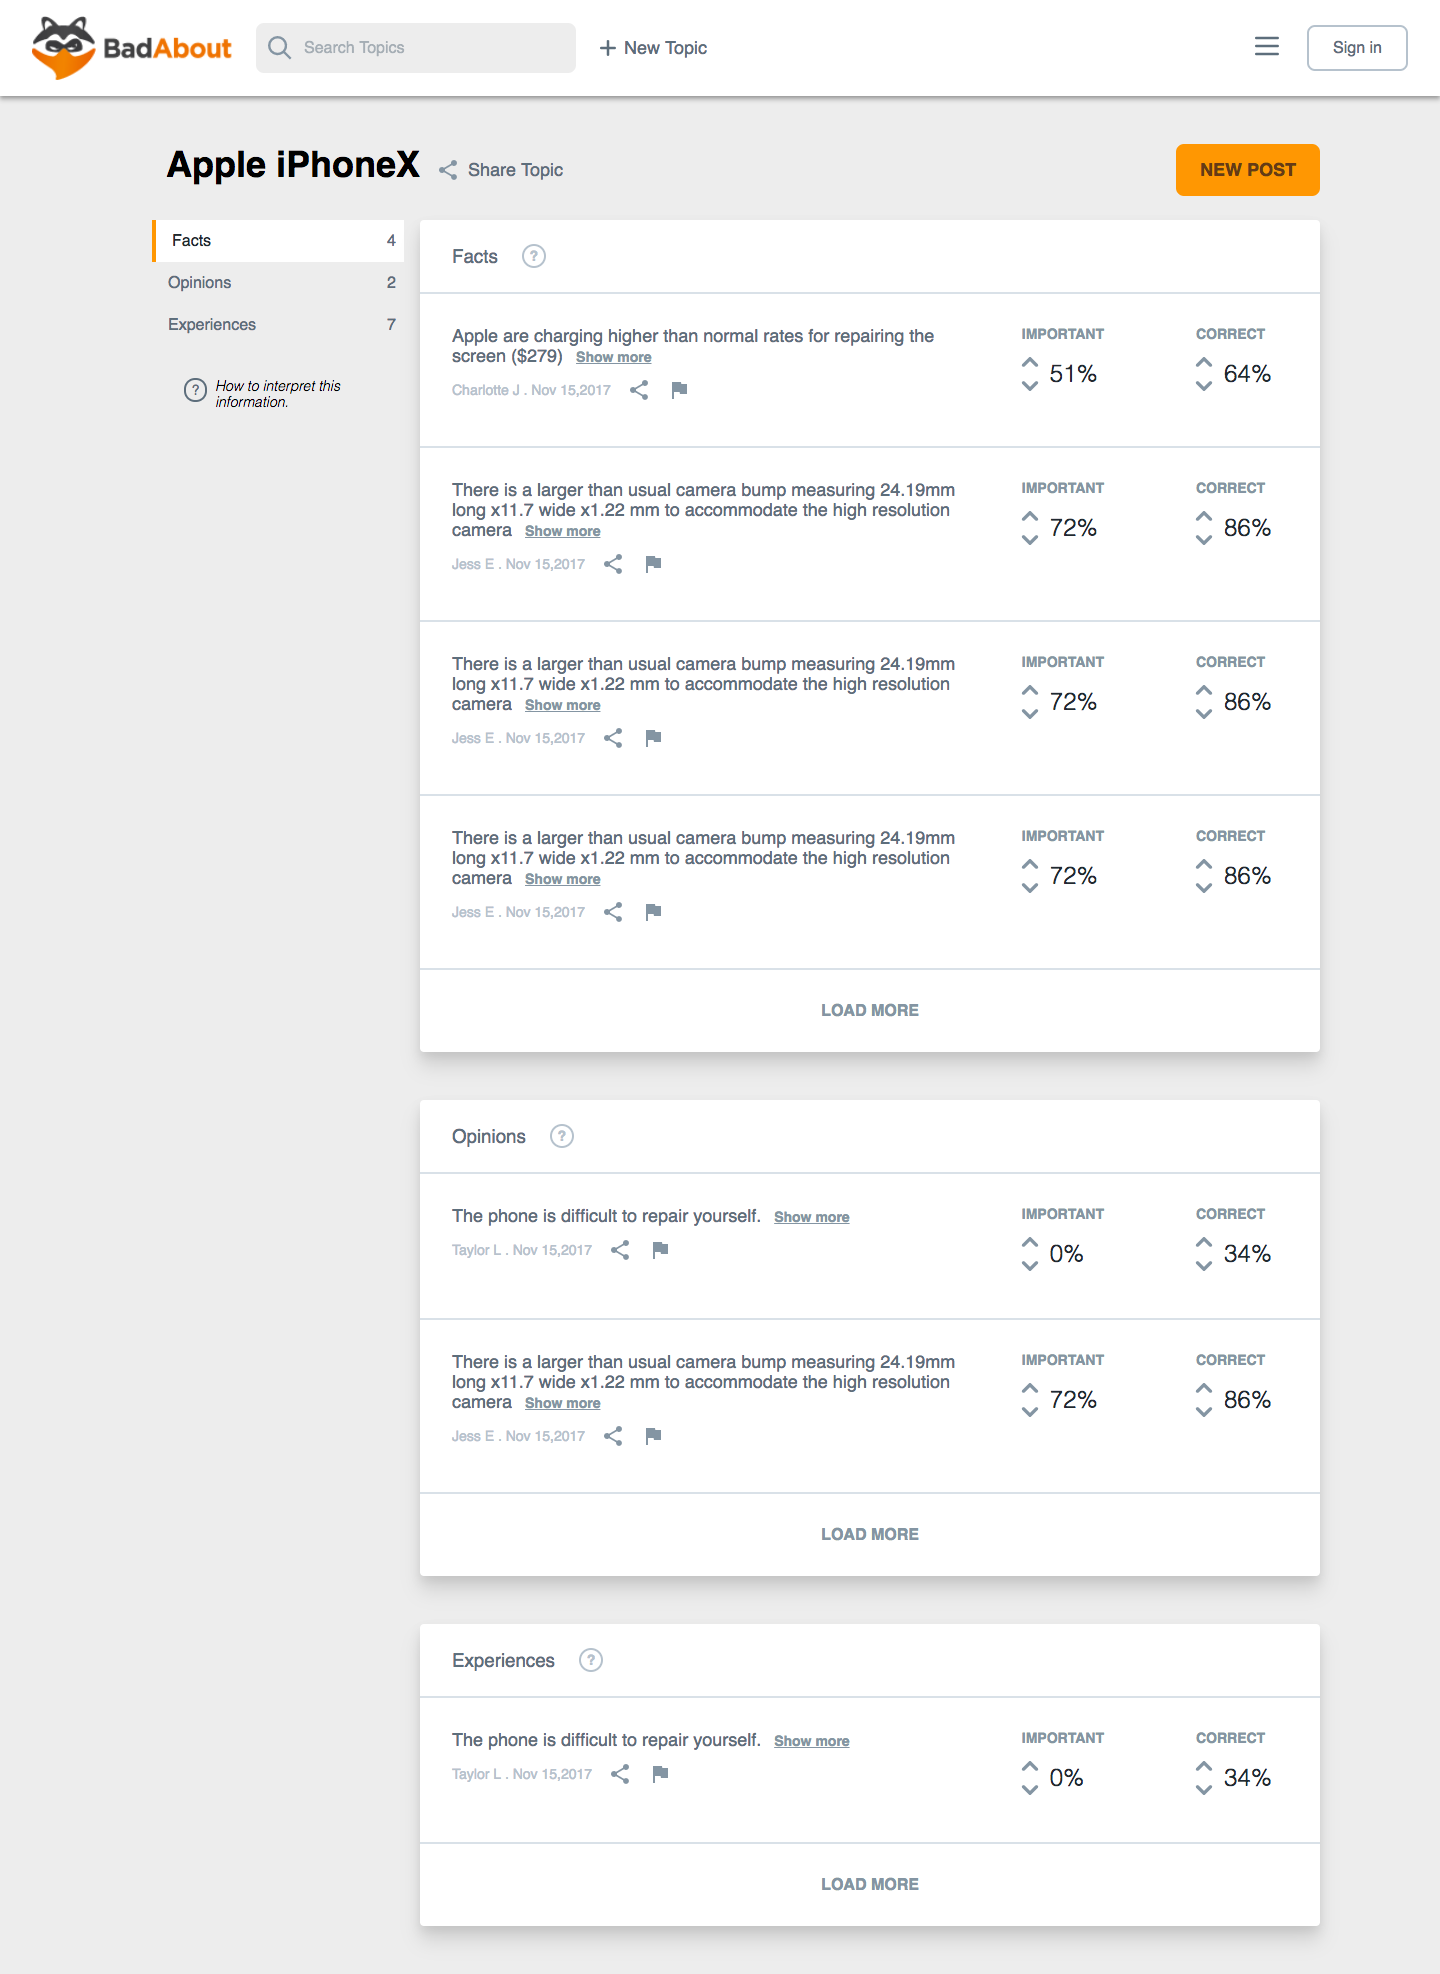 BadAbout
Search Topics
+ New Topic
Sign in
Apple iPhoneX
Share Topic
NEW POST
Facts 4
Opinions 2
Experiences 7
? How to interpret this
information.
Facts ?
Apple are charging higher than normal rates for repairing the
screen ($279) Show more
Charlotte J . Nov 15,2017
IMPORTANT
51%
CORRECT
64%
There is a larger than usual camera bump measuring 24.19mm
long x11.7 wide x1.22 mm to accommodate the high resolution
camera Show more
Jess E . Nov 15,2017
IMPORTANT
72%
CORRECT
86%
There is a larger than usual camera bump measuring 24.19mm
long x11.7 wide x1.22 mm to accommodate the high resolution
camera Show more
Jess E . Nov 15,2017
IMPORTANT
72%
CORRECT
86%
There is a larger than usual camera bump measuring 24.19mm
long x11.7 wide x1.22 mm to accommodate the high resolution
camera Show more
Jess E . Nov 15,2017
IMPORTANT
72%
CORRECT
86%
LOAD MORE
Opinions ?
The phone is difficult to repair yourself. Show more
Taylor L . Nov 15,2017
IMPORTANT
0%
CORRECT
34%
There is a larger than usual camera bump measuring 24.19mm
long x11.7 wide x1.22 mm to accommodate the high resolution
camera Show more
Jess E . Nov 15,2017
IMPORTANT
72%
CORRECT
86%
LOAD MORE
Experiences ?
The phone is difficult to repair yourself. Show more
Taylor L . Nov 15,2017
IMPORTANT
0%
CORRECT
34%
LOAD MORE